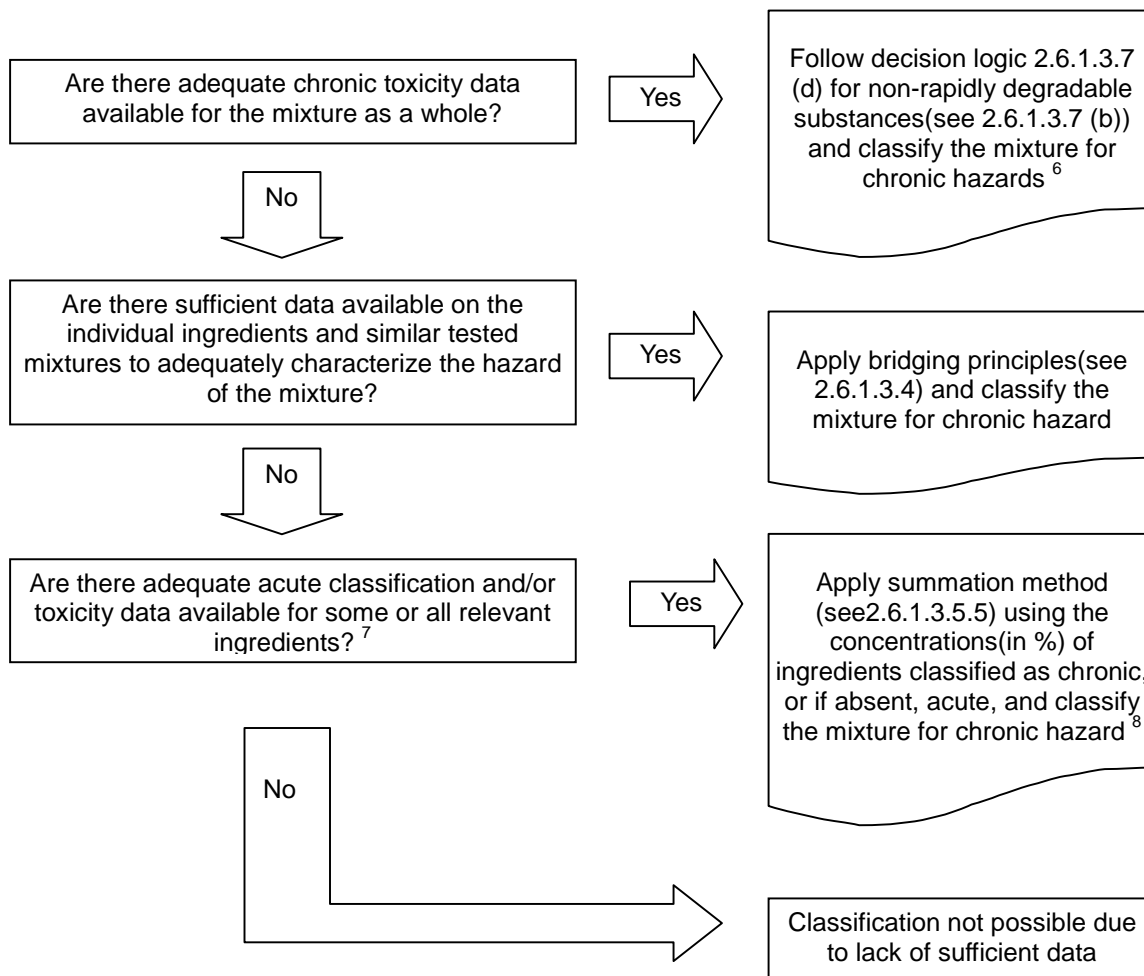 Are there adequate chronic toxicity data
available for the mixture as a whole?
Yes
Follow decision logic 2.6.1.3.7
(d) for non-rapidly degradable
substances(see 2.6.1.3.7 (b))
and classify the mixture for
chronic hazards 6
No
Are there sufficient data available on the
individual ingredients and similar tested
mixtures to adequately characterize the hazard
of the mixture?
Yes
Apply bridging principles(see
2.6.1.3.4) and classify the
mixture for chronic hazard
No
Are there adequate acute classification and/or
toxicity data available for some or all relevant
ingredients? 7
Yes
Apply summation method
(see2.6.1.3.5.5) using the
concentrations(in %) of
ingredients classified as chronic,
or if absent, acute, and classify
the mixture for chronic hazard 8
No
Classification not possible due
to lack of sufficient data